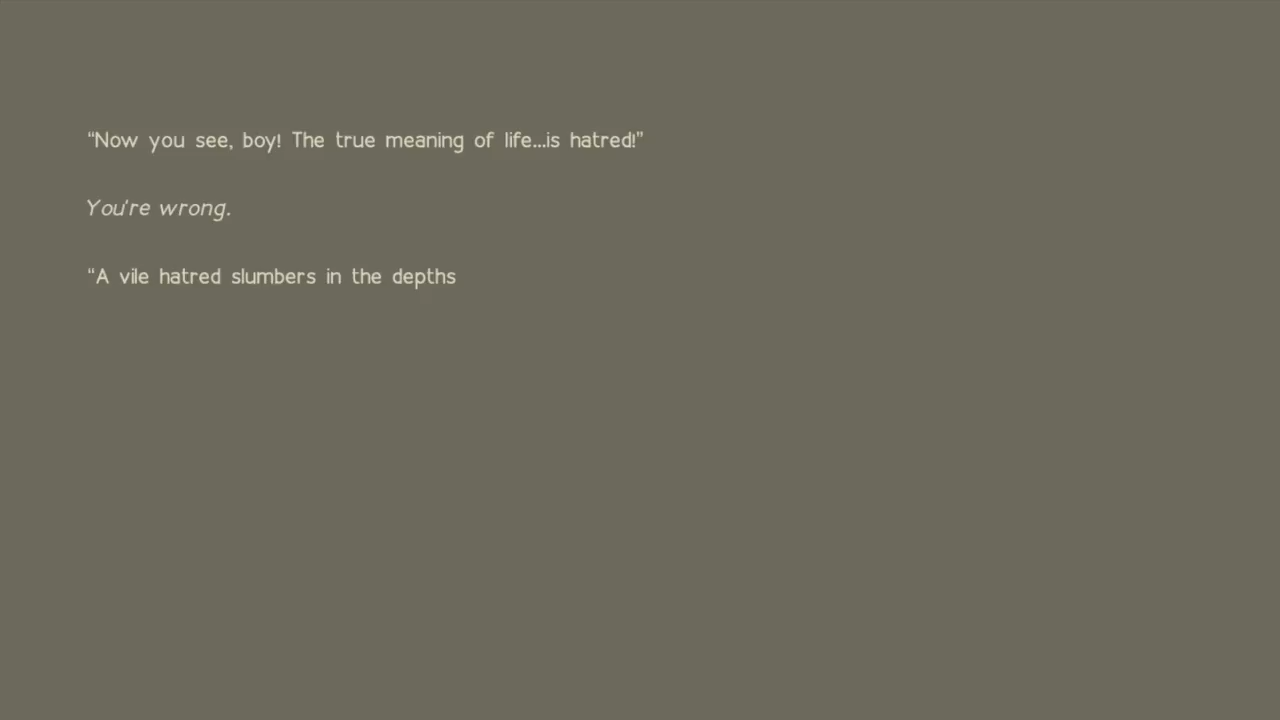 “Now you see, boy! The true meaning of life...is hatred!”
You're wrong.
“A vile hatred slumbers in the depths